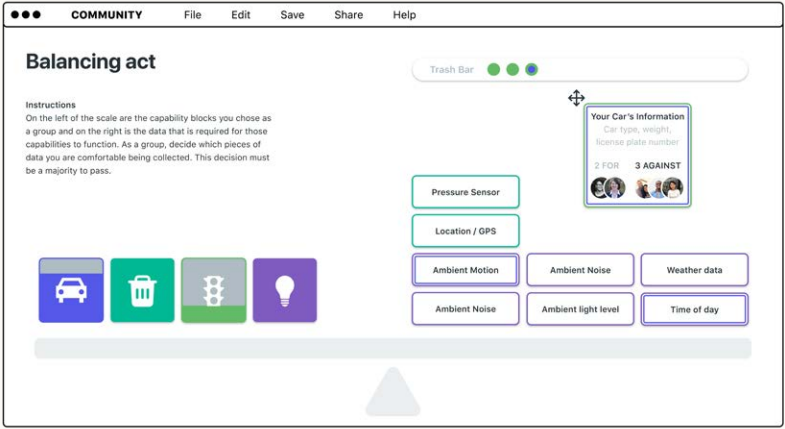 COMMUNITY File Edit Save Share Help
Balancing act
Instructions
On the left of the scale are the capability blocks you chose as
a group and on the right is the data that is required for those
capabilities to function. As a group, decide which pieces of
data you are comfortable being collected. This decision must
be a majority to pass.
Trash Bar
Your Car's Information
Car type, weight,
license plate number
2 FOR 3 AGAINST
Pressure Sensor
Location / GPS
Ambient Motion Ambient Noise Weather data
Ambient Noise Ambient light level Time of day